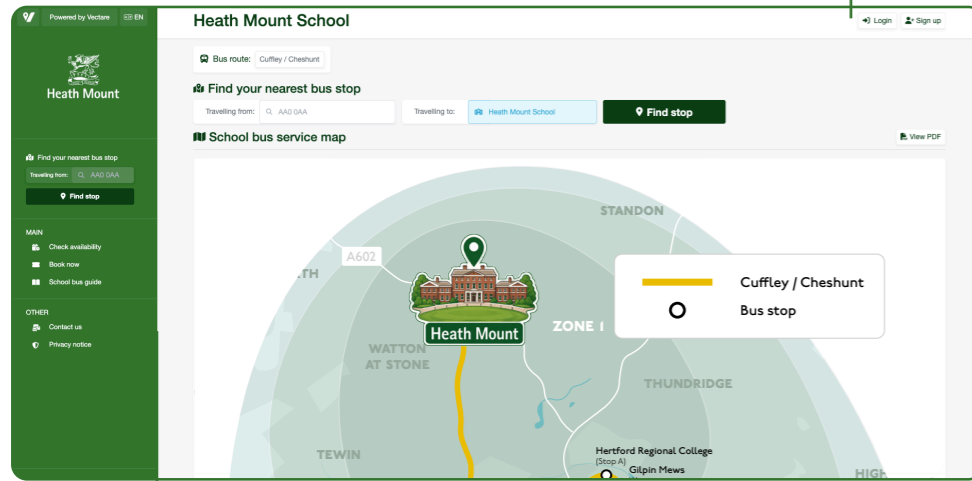 Powered by Vectare
EN
Heath Mount
Find your nearest bus stop
Travelling from: AA0 0AA
Find stop
MAIN
Check availability
Book now
School bus guide
OTHER
Contact us
Privacy notice
Heath Mount School
Login
Sign up
Bus route: Cuffley / Cheshunt
Find your nearest bus stop
Travelling from: AA0 0AA
Travelling to: Heath Mount School
Find stop
School bus service map
View PDF
STANDON
A602
TH
Cuffley / Cheshunt
Bus stop
Heath Mount
ZONE 1
WATTON
AT STONE
THUNDRIDGE
TEWIN
Hertford Regional College
(Stop A)
Gilpin Mews
HIGH